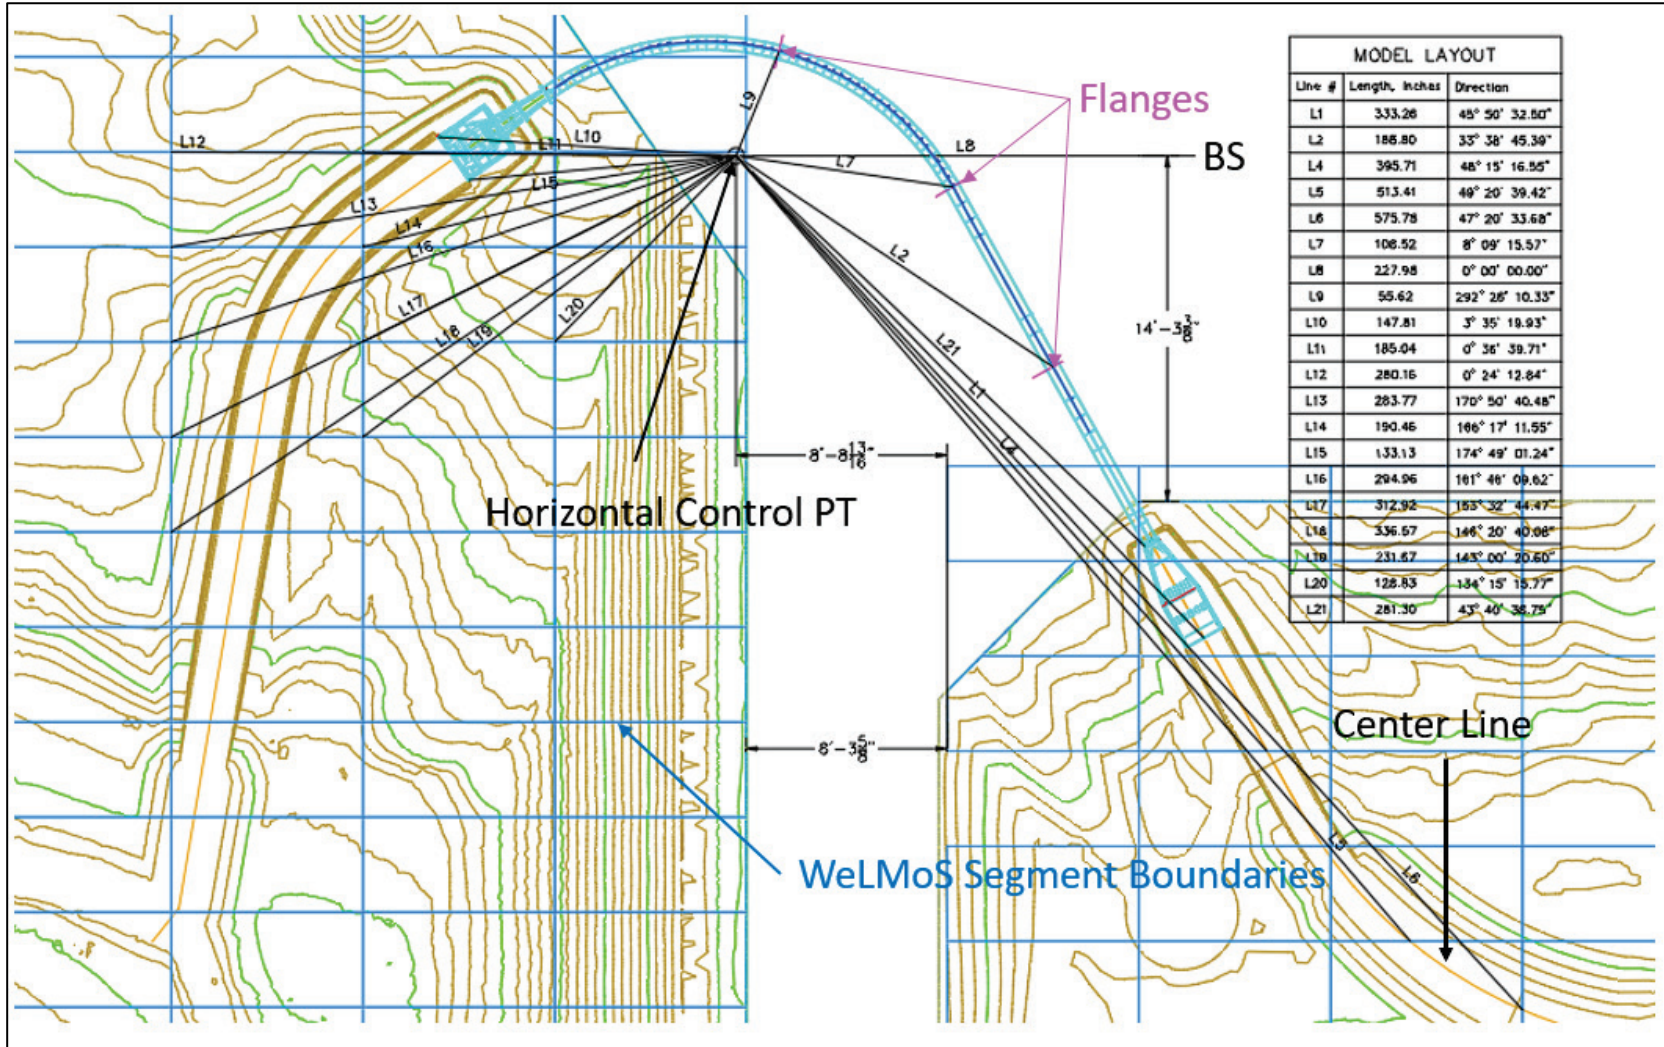 MODEL LAYOUT
Line # Length, Inches Direction
L1 333.26 45° 50' 32.50"
L2 186.80 33° 38' 45.39"
L4 395.71 48° 15' 16.55"
L5 513.41 49° 20' 39.42"
L6 575.78 47° 20' 33.68"
L7 108.52 8° 09' 15.57"
L8 227.98 0° 00' 00.00"
L9 55.62 292° 26' 10.33"
L10 147.81 3° 35' 19.93"
L11 185.04 0° 36' 39.71"
L12 280.16 0° 24' 12.84"
L13 283.77 170° 50' 40.48"
L14 190.46 166° 17' 11.55"
L15 133.13 174° 49' 01.24"
L16 294.96 161° 46' 09.62"
L17 312.92 153° 32' 44.47"
L18 336.57 146° 20' 40.08"
L19 231.67 143° 00' 20.60"
L20 128.83 134° 15' 15.77"
L21 281.30 43° 40' 38.75"
Flanges
L9
L12
L10
L11
L8
BS
L7
L15
L13
L14
L16
L2
L17
L20
L18
L19
L21
14'-3 3/8"
L1
L4
8'-8 13/16"
Horizontal Control PT
Center Line
8'-3 5/8"
L5
L6
WeLMoS Segment Boundaries